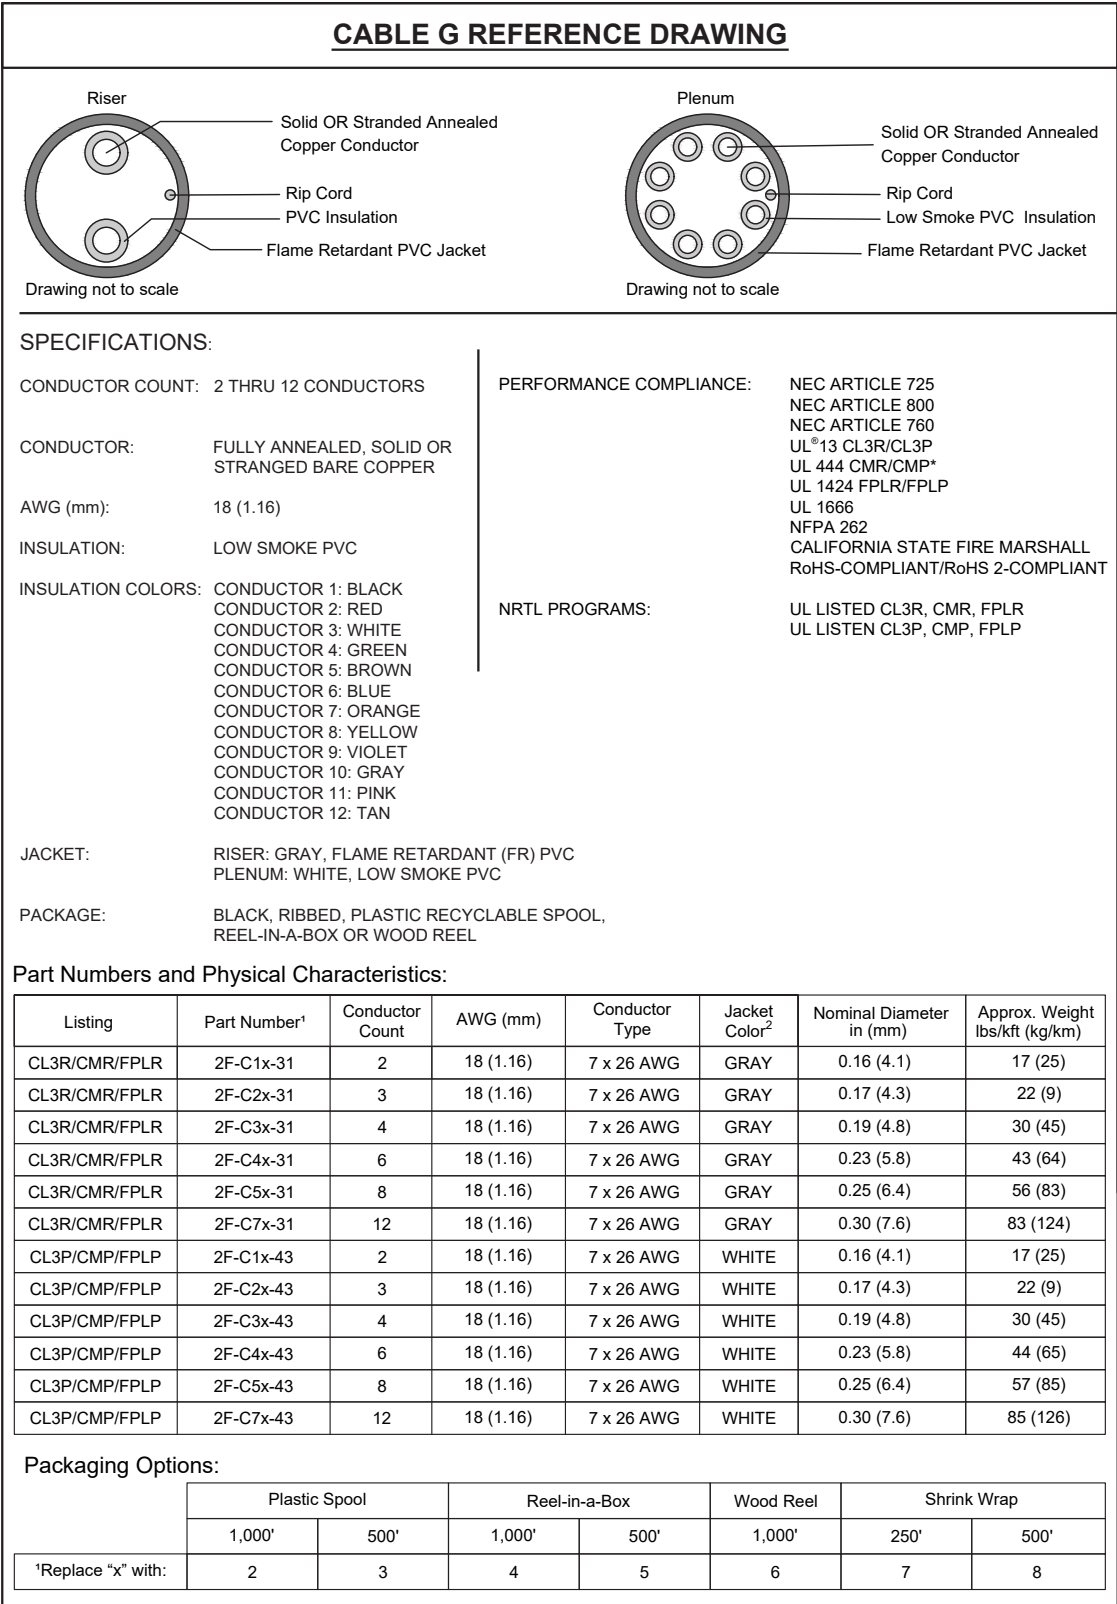 CABLE G REFERENCE DRAWING
Riser
Solid OR Stranded Annealed
Copper Conductor
Rip Cord
PVC Insulation
Flame Retardant PVC Jacket
Drawing not to scale
Plenum
Solid OR Stranded Annealed
Copper Conductor
Rip Cord
Low Smoke PVC Insulation
Flame Retardant PVC Jacket
Drawing not to scale
SPECIFICATIONS:
CONDUCTOR COUNT: 2 THRU 12 CONDUCTORS
CONDUCTOR: FULLY ANNEALED, SOLID OR
STRANGED BARE COPPER
AWG (mm): 18 (1.16)
INSULATION: LOW SMOKE PVC
INSULATION COLORS: CONDUCTOR 1: BLACK
CONDUCTOR 2: RED
CONDUCTOR 3: WHITE
CONDUCTOR 4: GREEN
CONDUCTOR 5: BROWN
CONDUCTOR 6: BLUE
CONDUCTOR 7: ORANGE
CONDUCTOR 8: YELLOW
CONDUCTOR 9: VIOLET
CONDUCTOR 10: GRAY
CONDUCTOR 11: PINK
CONDUCTOR 12: TAN
JACKET: RISER: GRAY, FLAME RETARDANT (FR) PVC
PLENUM: WHITE, LOW SMOKE PVC
PACKAGE: BLACK, RIBBED, PLASTIC RECYCLABLE SPOOL,
REEL-IN-A-BOX OR WOOD REEL
PERFORMANCE COMPLIANCE: NEC ARTICLE 725
NEC ARTICLE 800
NEC ARTICLE 760
UL®13 CL3R/CL3P
UL 444 CMR/CMP*
UL 1424 FPLR/FPLP
UL 1666
NFPA 262
CALIFORNIA STATE FIRE MARSHALL
RoHS-COMPLIANT/RoHS 2-COMPLIANT
NRTL PROGRAMS: UL LISTED CL3R, CMR, FPLR
UL LISTEN CL3P, CMP, FPLP
Part Numbers and Physical Characteristics:
Listing Part Number¹ Conductor Count AWG (mm) Conductor Type Jacket Color² Nominal Diameter in (mm) Approx. Weight lbs/kft (kg/km)
CL3R/CMR/FPLR 2F-C1x-31 2 18 (1.16) 7 x 26 AWG GRAY 0.16 (4.1) 17 (25)
CL3R/CMR/FPLR 2F-C2x-31 3 18 (1.16) 7 x 26 AWG GRAY 0.17 (4.3) 22 (9)
CL3R/CMR/FPLR 2F-C3x-31 4 18 (1.16) 7 x 26 AWG GRAY 0.19 (4.8) 30 (45)
CL3R/CMR/FPLR 2F-C4x-31 6 18 (1.16) 7 x 26 AWG GRAY 0.23 (5.8) 43 (64)
CL3R/CMR/FPLR 2F-C5x-31 8 18 (1.16) 7 x 26 AWG GRAY 0.25 (6.4) 56 (83)
CL3R/CMR/FPLR 2F-C7x-31 12 18 (1.16) 7 x 26 AWG GRAY 0.30 (7.6) 83 (124)
CL3P/CMP/FPLP 2F-C1x-43 2 18 (1.16) 7 x 26 AWG WHITE 0.16 (4.1) 17 (25)
CL3P/CMP/FPLP 2F-C2x-43 3 18 (1.16) 7 x 26 AWG WHITE 0.17 (4.3) 22 (9)
CL3P/CMP/FPLP 2F-C3x-43 4 18 (1.16) 7 x 26 AWG WHITE 0.19 (4.8) 30 (45)
CL3P/CMP/FPLP 2F-C4x-43 6 18 (1.16) 7 x 26 AWG WHITE 0.23 (5.8) 44 (65)
CL3P/CMP/FPLP 2F-C5x-43 8 18 (1.16) 7 x 26 AWG WHITE 0.25 (6.4) 57 (85)
CL3P/CMP/FPLP 2F-C7x-43 12 18 (1.16) 7 x 26 AWG WHITE 0.30 (7.6) 85 (126)
Packaging Options:
Plastic Spool Reel-in-a-Box Wood Reel Shrink Wrap
1,000' 500' 1,000' 500' 1,000' 250' 500'
¹Replace “x” with: 2 3 4 5 6 7 8